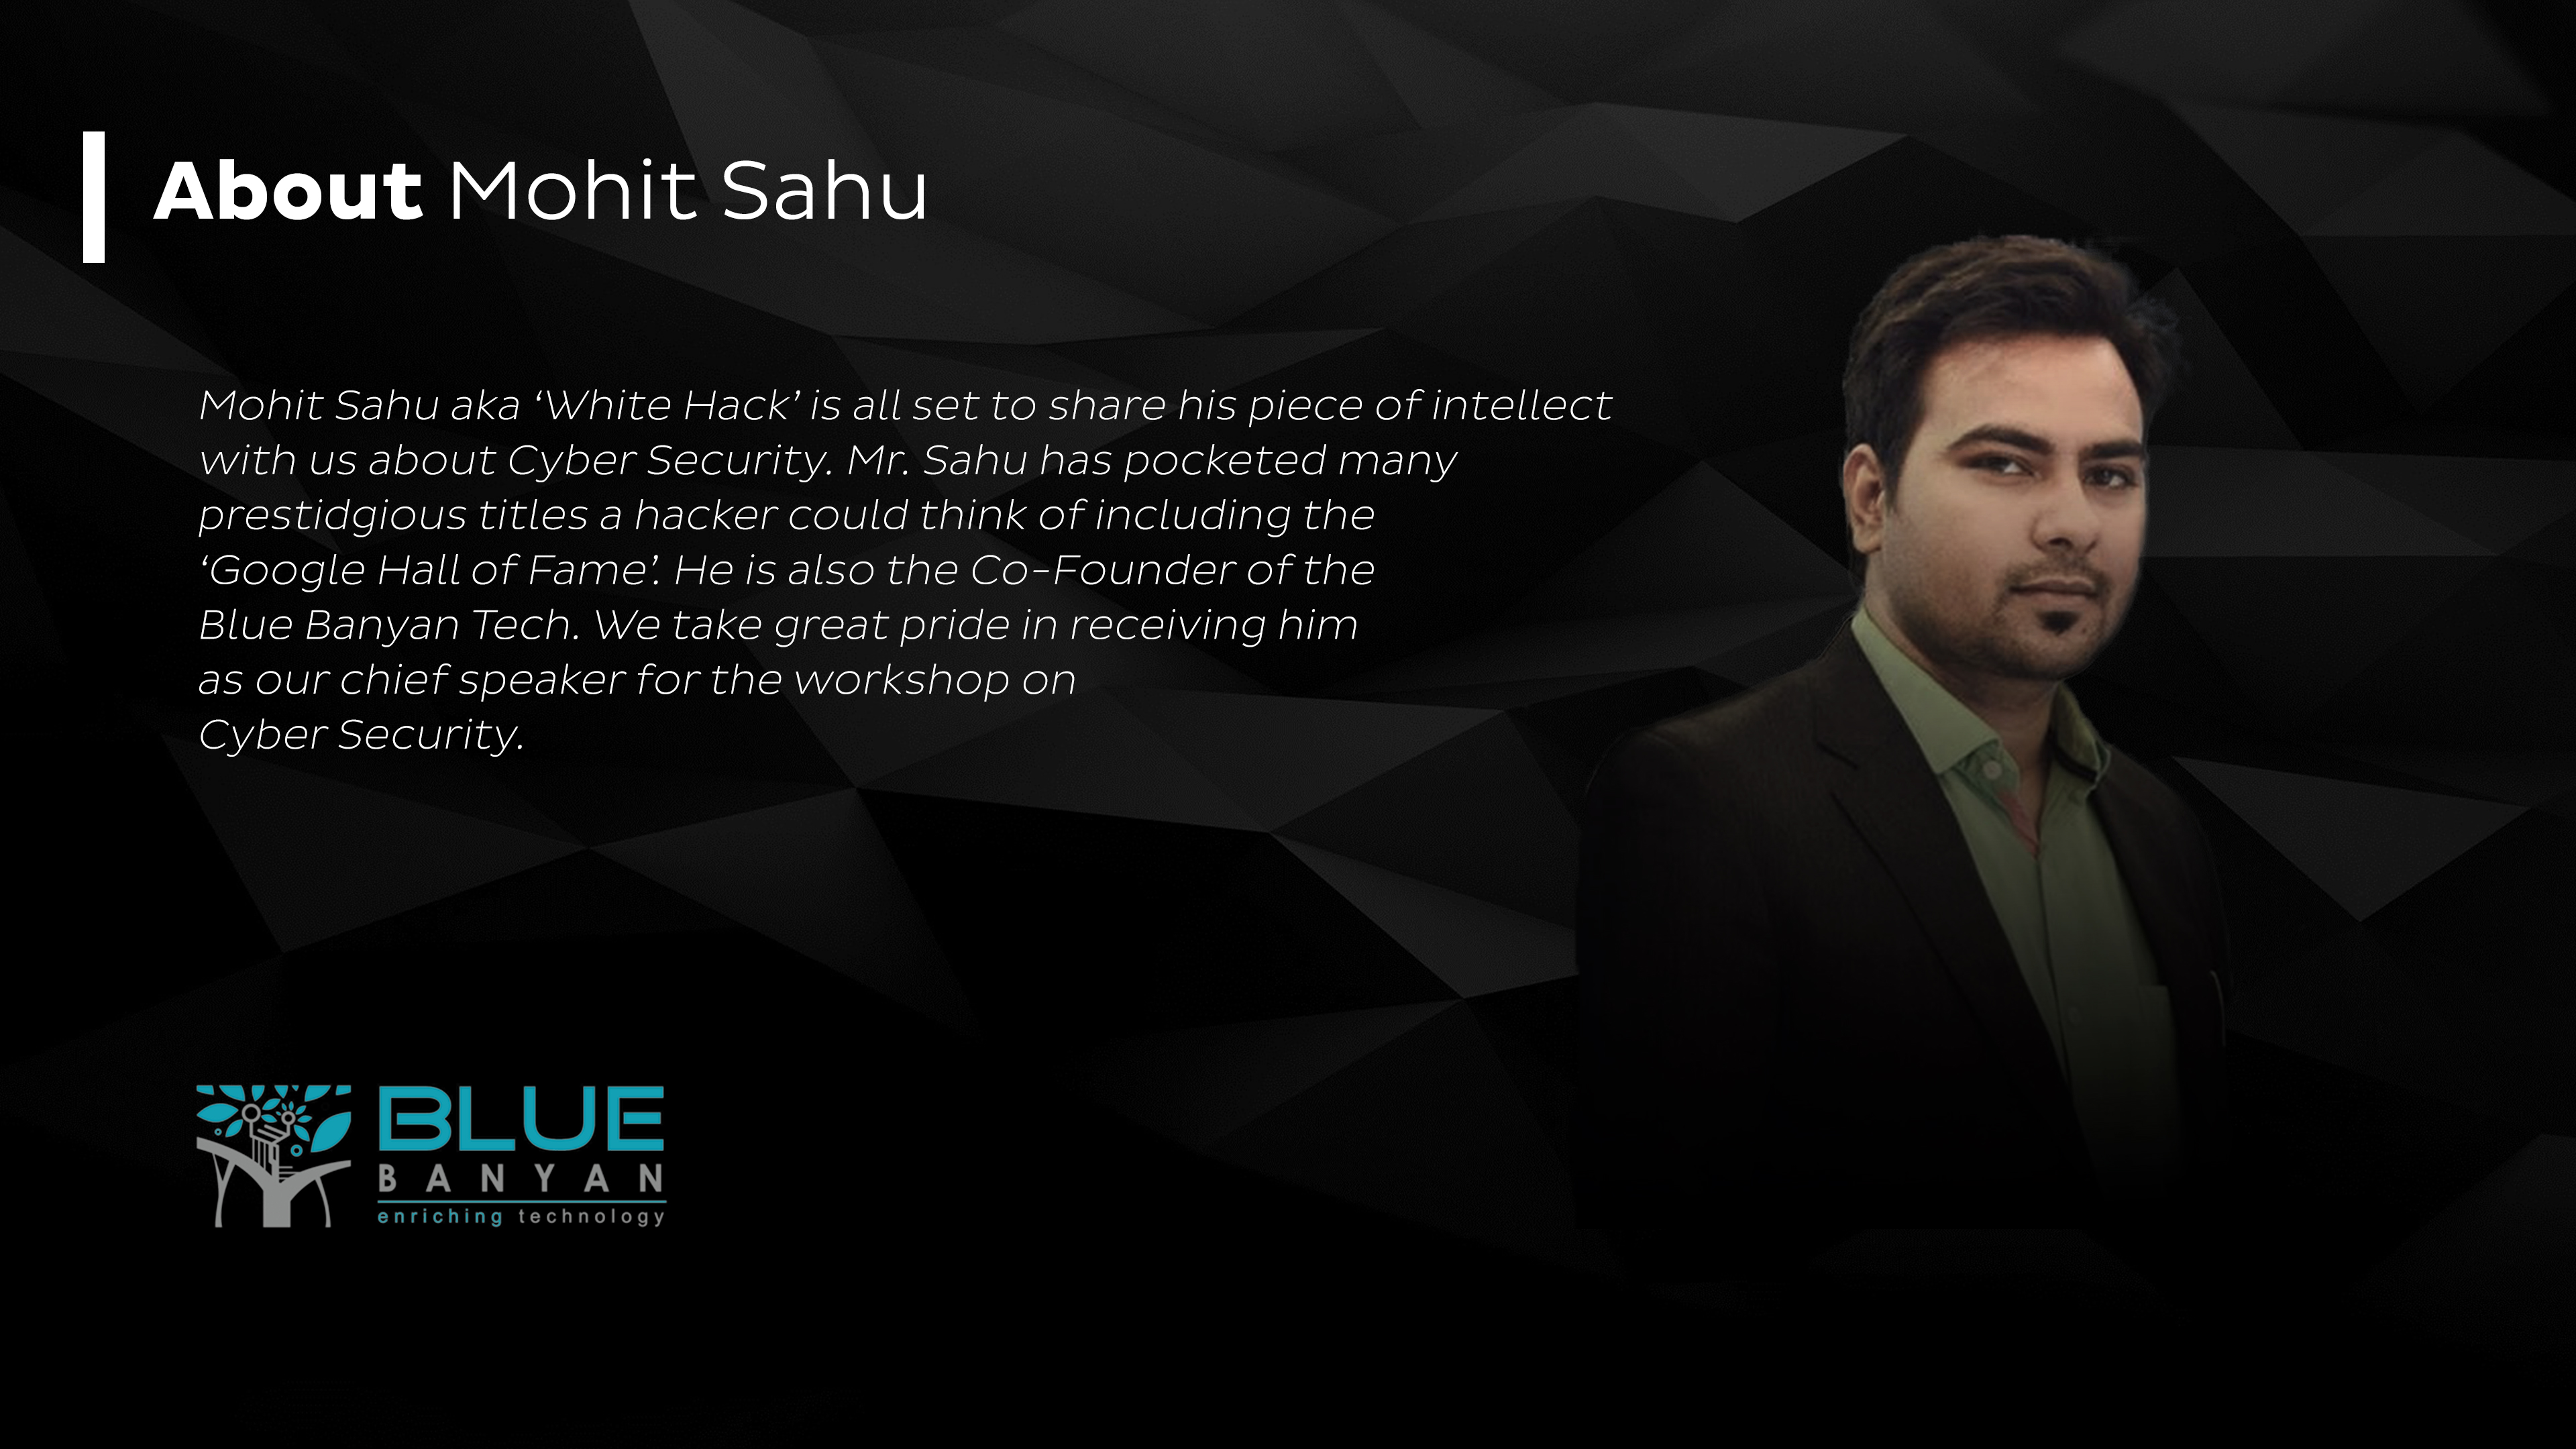 About Mohit Sahu
Mohit Sahu aka ‘White Hack’ is all set to share his piece of intellect
with us about Cyber Security. Mr. Sahu has pocketed many
prestidgious titles a hacker could think of including the
‘Google Hall of Fame’. He is also the Co-Founder of the
Blue Banyan Tech. We take great pride in receiving him
as our chief speaker for the workshop on
Cyber Security.
BLUE
BANYAN
enriching technology